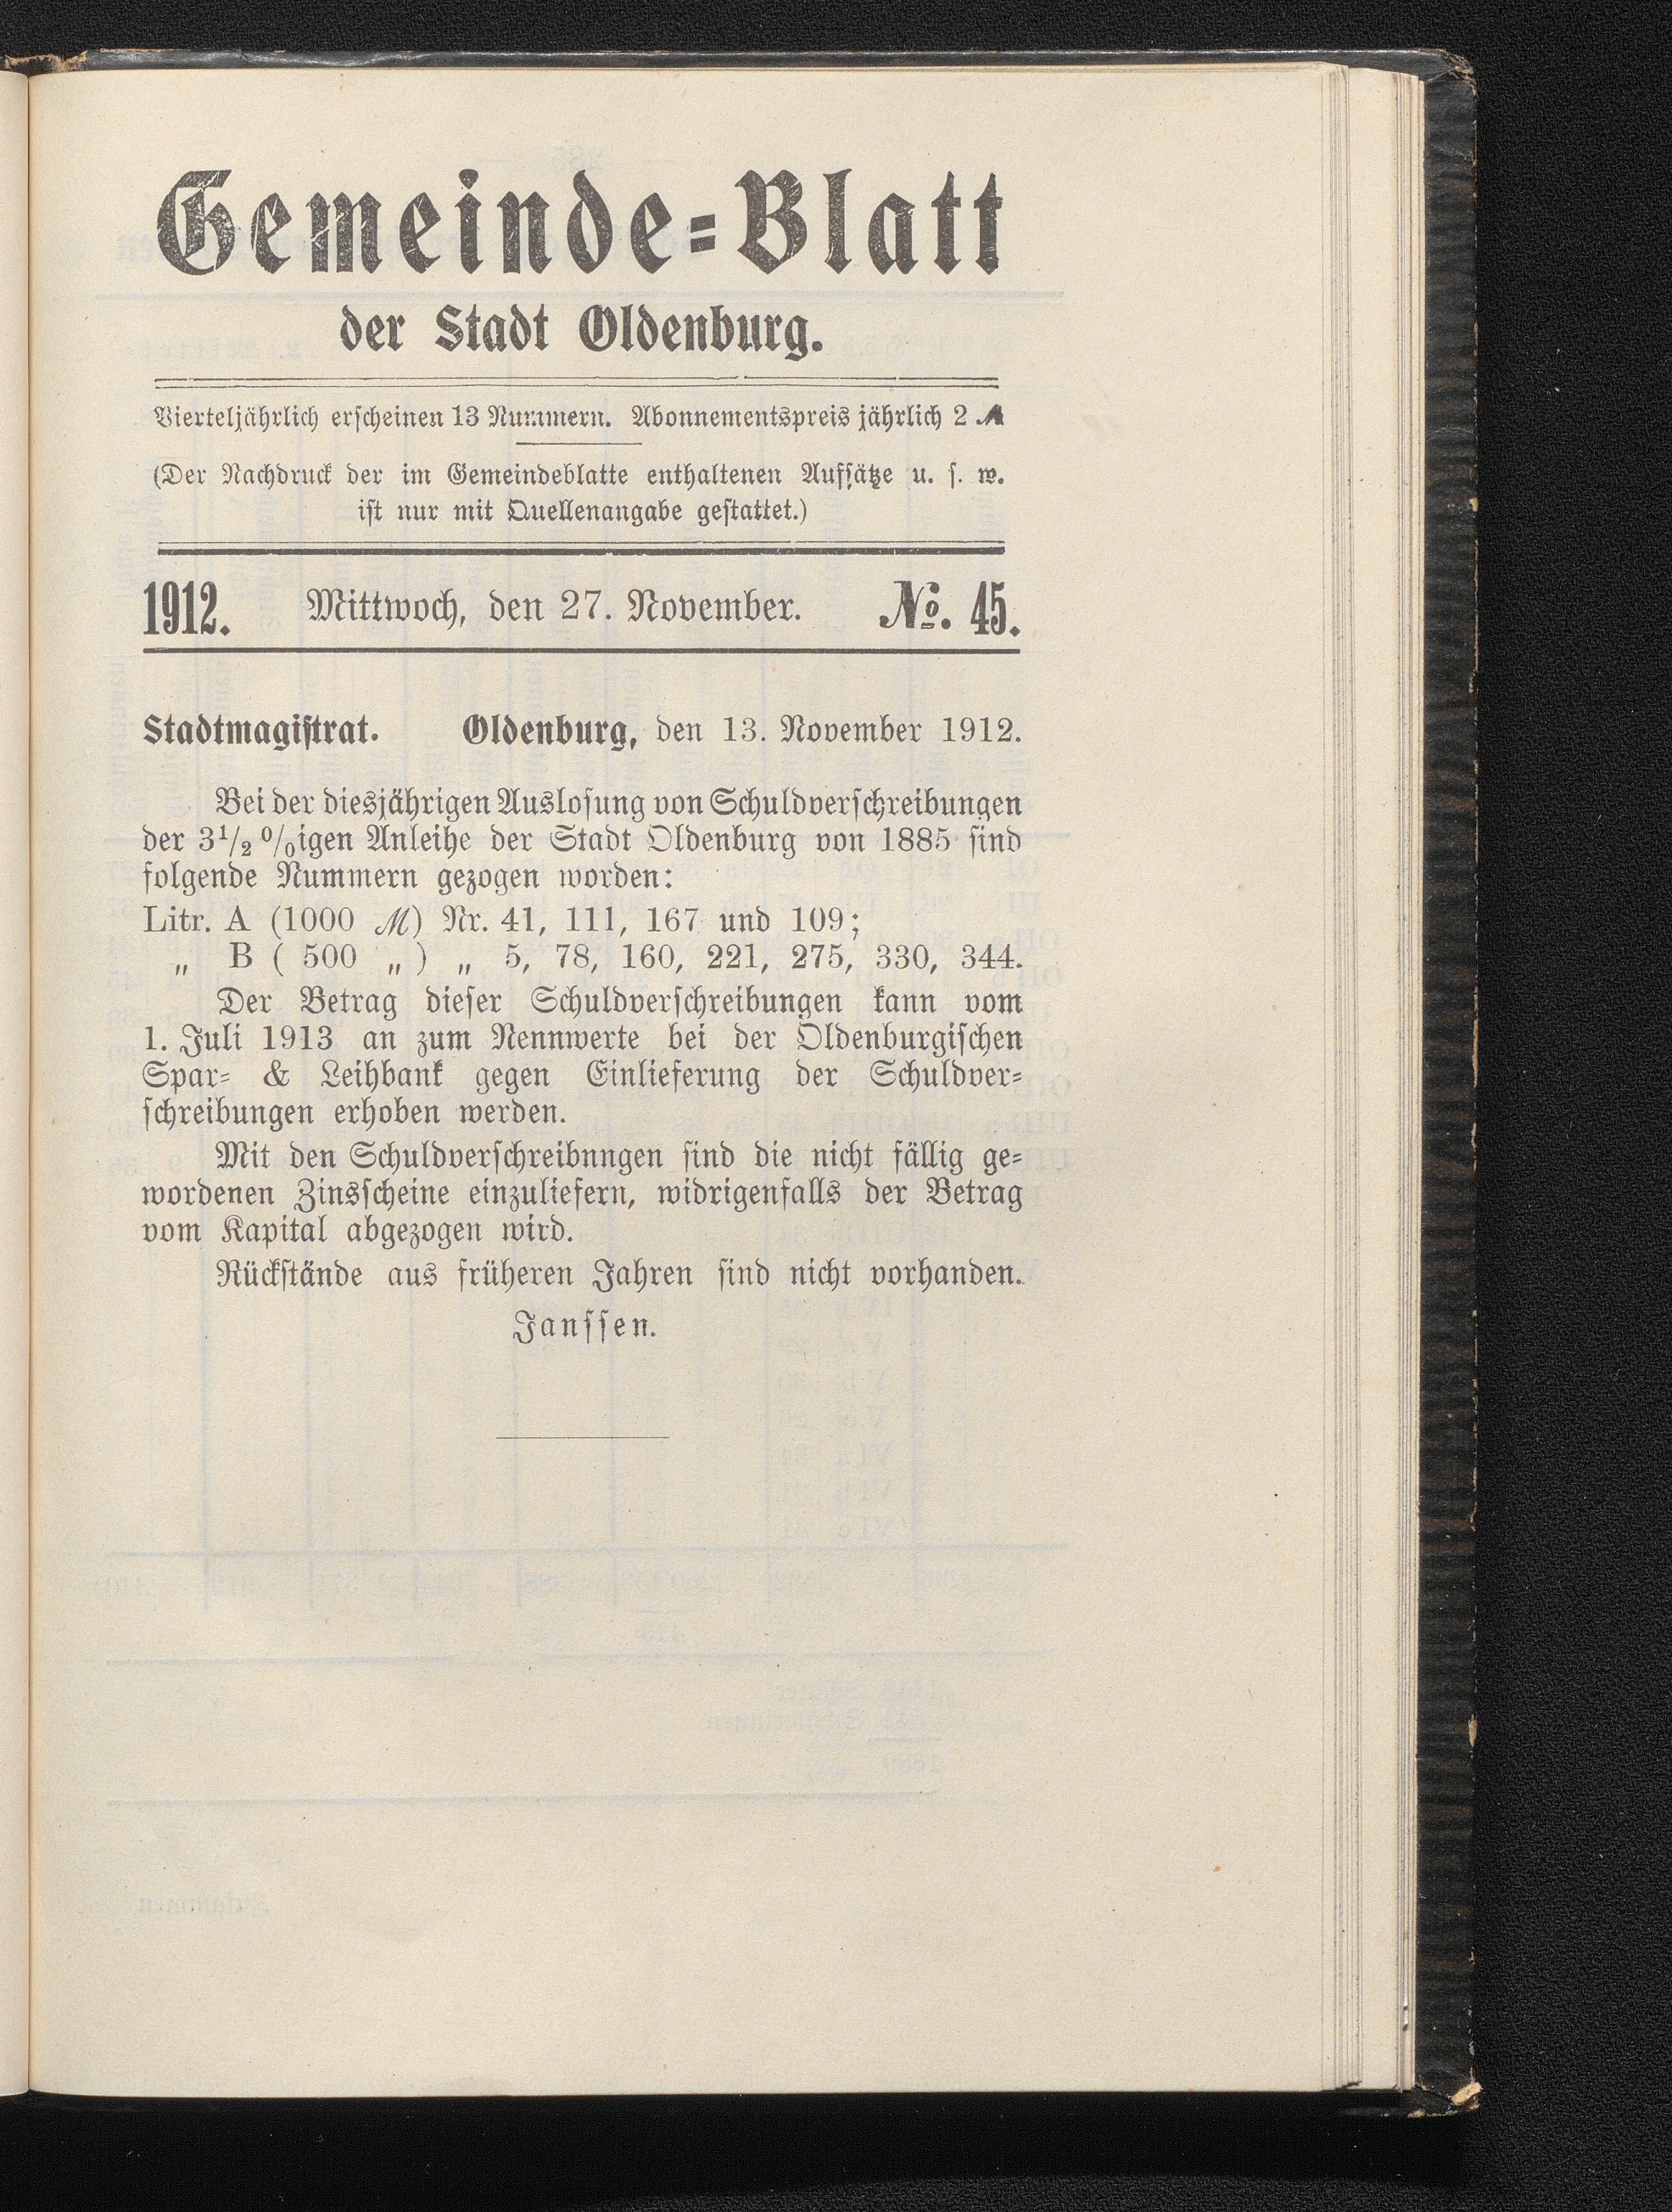 Gemeinde-Blatt
der Stadt Oldenburg.
Vierteljährlich erscheinen 13 Nummern. Abonnementspreis jährlich 2 ℳ
(Der Nachdruck der im Gemeindeblatte enthaltenen Aufsätze u. s. w.
ist nur mit Quellenangabe gestattet.)
1912. Mittwoch, den 27. November. No. 45.
Stadtmagistrat. Oldenburg, den 13. November 1912.
Bei der diesjährigen Auslosung von Schuldverschreibungen
der 3 1/2 %igen Anleihe der Stadt Oldenburg von 1885 sind
folgende Nummern gezogen worden:
Litr. A (1000 ℳ) Nr. 41, 111, 167 und 109;
„ B ( 500 „ ) „ 5, 78, 160, 221, 275, 330, 344.
Der Betrag dieser Schuldverschreibungen kann vom
1. Juli 1913 an zum Nennwerte bei der Oldenburgischen
Spar- & Leihbank gegen Einlieferung der Schuldver-
schreibungen erhoben werden.
Mit den Schuldverschreibnngen sind die nicht fällig ge-
wordenen Zinsscheine einzuliefern, widrigenfalls der Betrag
vom Kapital abgezogen wird.
Rückstände aus früheren Jahren sind nicht vorhanden.
Janssen.